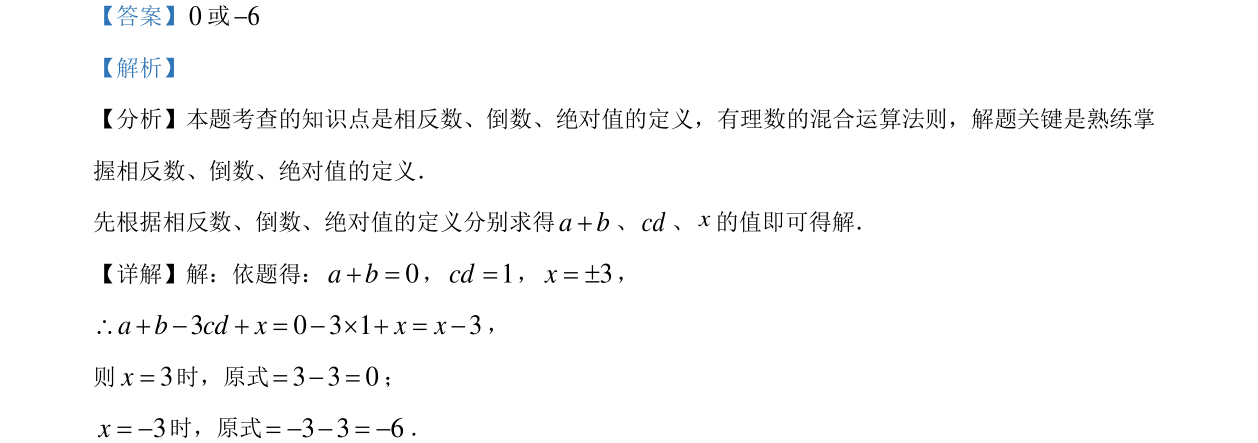 【答案】0或−6
【解析】
【分析】本题考查的知识点是相反数、倒数、绝对值的定义，有理数的混合运算法则，解题关键是熟练掌
握相反数、倒数、绝对值的定义．
先根据相反数、倒数、绝对值的定义分别求得a+b、cd、x的值即可得解．
【详解】解：依题得：a+b=0，cd=1，x=±3，
∴a+b−3cd+x=0−3×1+x=x−3，
则x=3时，原式=3−3=0；
x=−3时，原式=−3−3=−6．